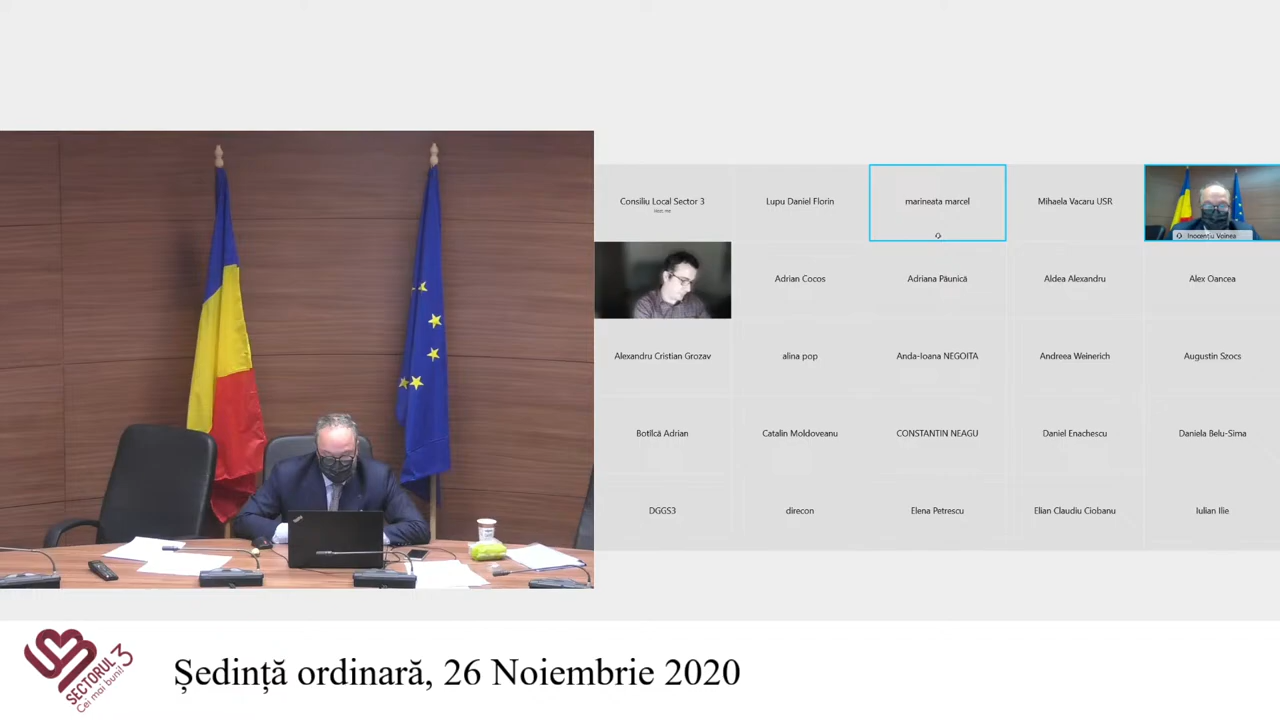 Consiliu Local Sector 3
Lupu Daniel Florin
marineata marcel
Mihaela Vacaru USR
Inocențiu Voinea
Adrian Cocos
Adriana Păunică
Aldea Alexandru
Alex Oancea
Alexandru Cristian Grozav
alina pop
Anda-Ioana NEGOITA
Andreea Weinerich
Augustin Szocs
Botîlcă Adrian
Catalin Moldoveanu
CONSTANTIN NEAGU
Daniel Enachescu
Daniela Belu-Sima
DGGS3
direcon
Elena Petrescu
Elian Claudiu Ciobanu
Iulian Ilie
SECTORUL 3
Cei mai buni!
Ședință ordinară, 26 Noiembrie 2020